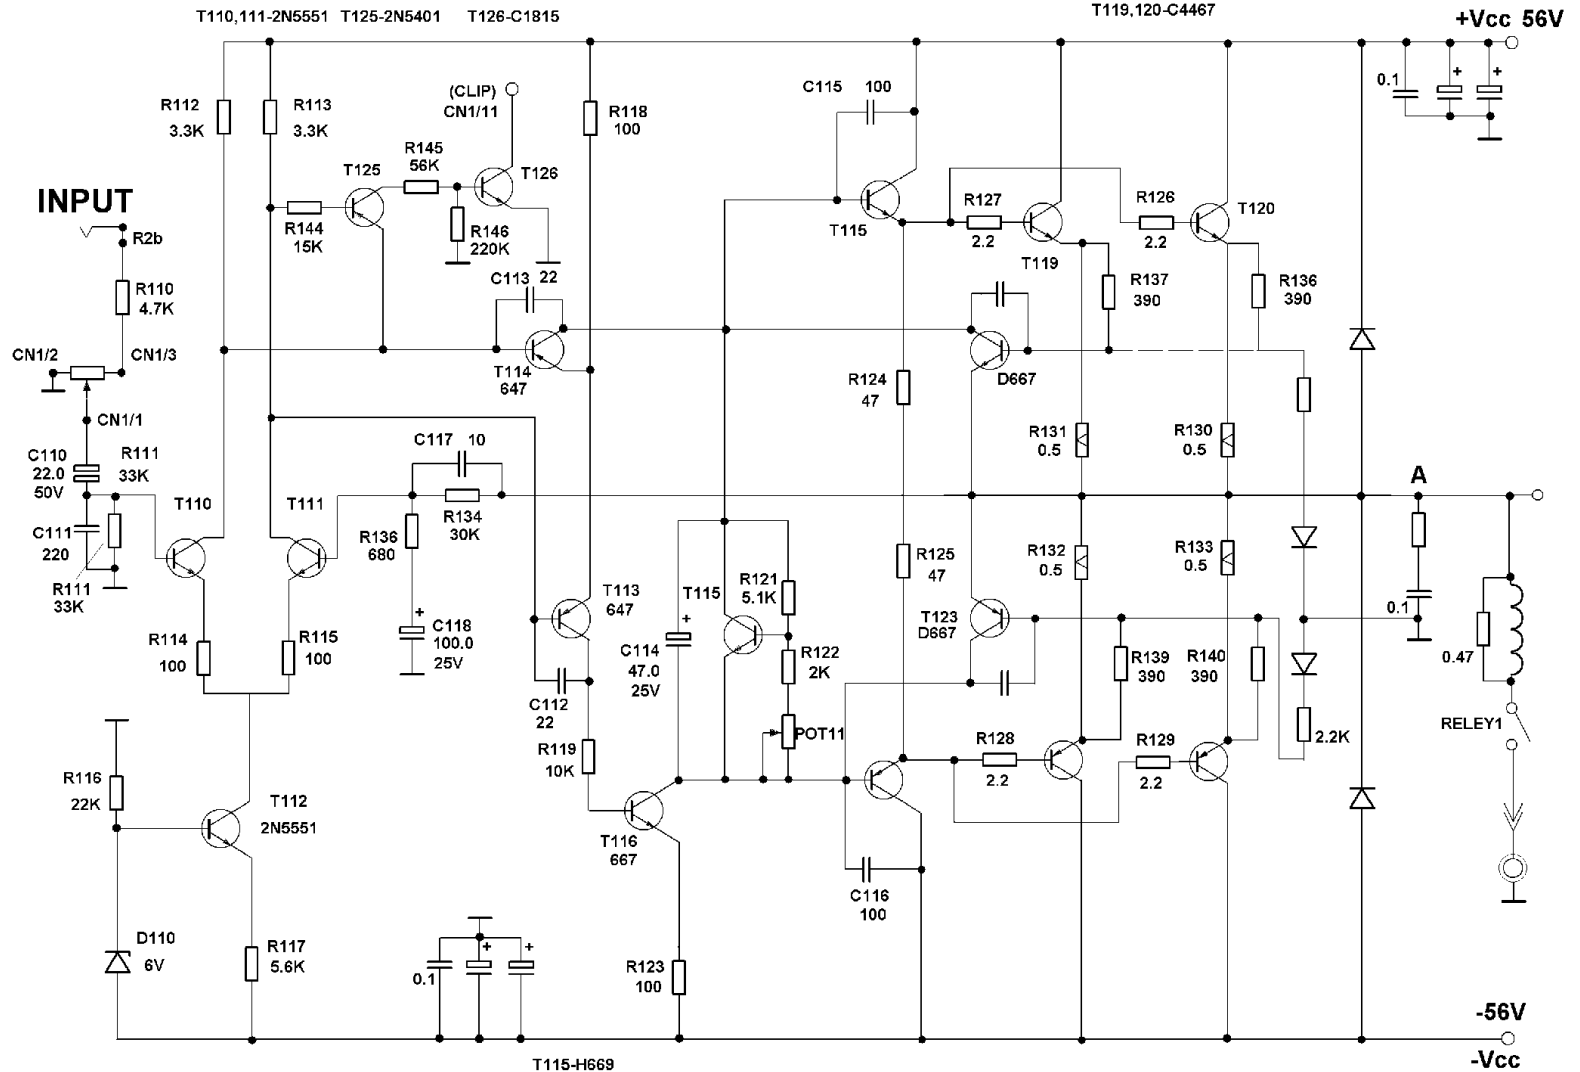 T110,111-2N5551 T125-2N5401 T126-C1815
T119,120-C4467
+Vcc 56V
R112
3.3K
R113
3.3K
(CLIP)
CN1/11
R118
100
C115 100
0.1
+
+
R145
56K
T125
T126
INPUT
R2b
R144
15K
R146
220K
T115
R127
2.2
R126
2.2
T120
T119
R110
4.7K
C113 22
R137
390
R136
390
CN1/2
CN1/3
T114
647
D667
R124
47
CN1/1
C110
22.0
50V
R111
33K
C117 10
R131
0.5
R130
0.5
A
T110
T111
C111
220
R136
680
R134
30K
R125
47
R132
0.5
R133
0.5
R111
33K
T113
647
T115
R121
5.1K
T123
D667
0.1
R114
100
R115
100
+
C118
100.0
25V
+
C114
47.0
25V
R122
2K
R139
390
R140
390
0.47
C112
22
POT11
RELEY1
R119
10K
R128
2.2
R129
2.2
2.2K
R116
22K
T112
2N5551
T116
667
C116
100
D110
6V
R117
5.6K
+
+
0.1
R123
100
-56V
-Vcc
T115-H669